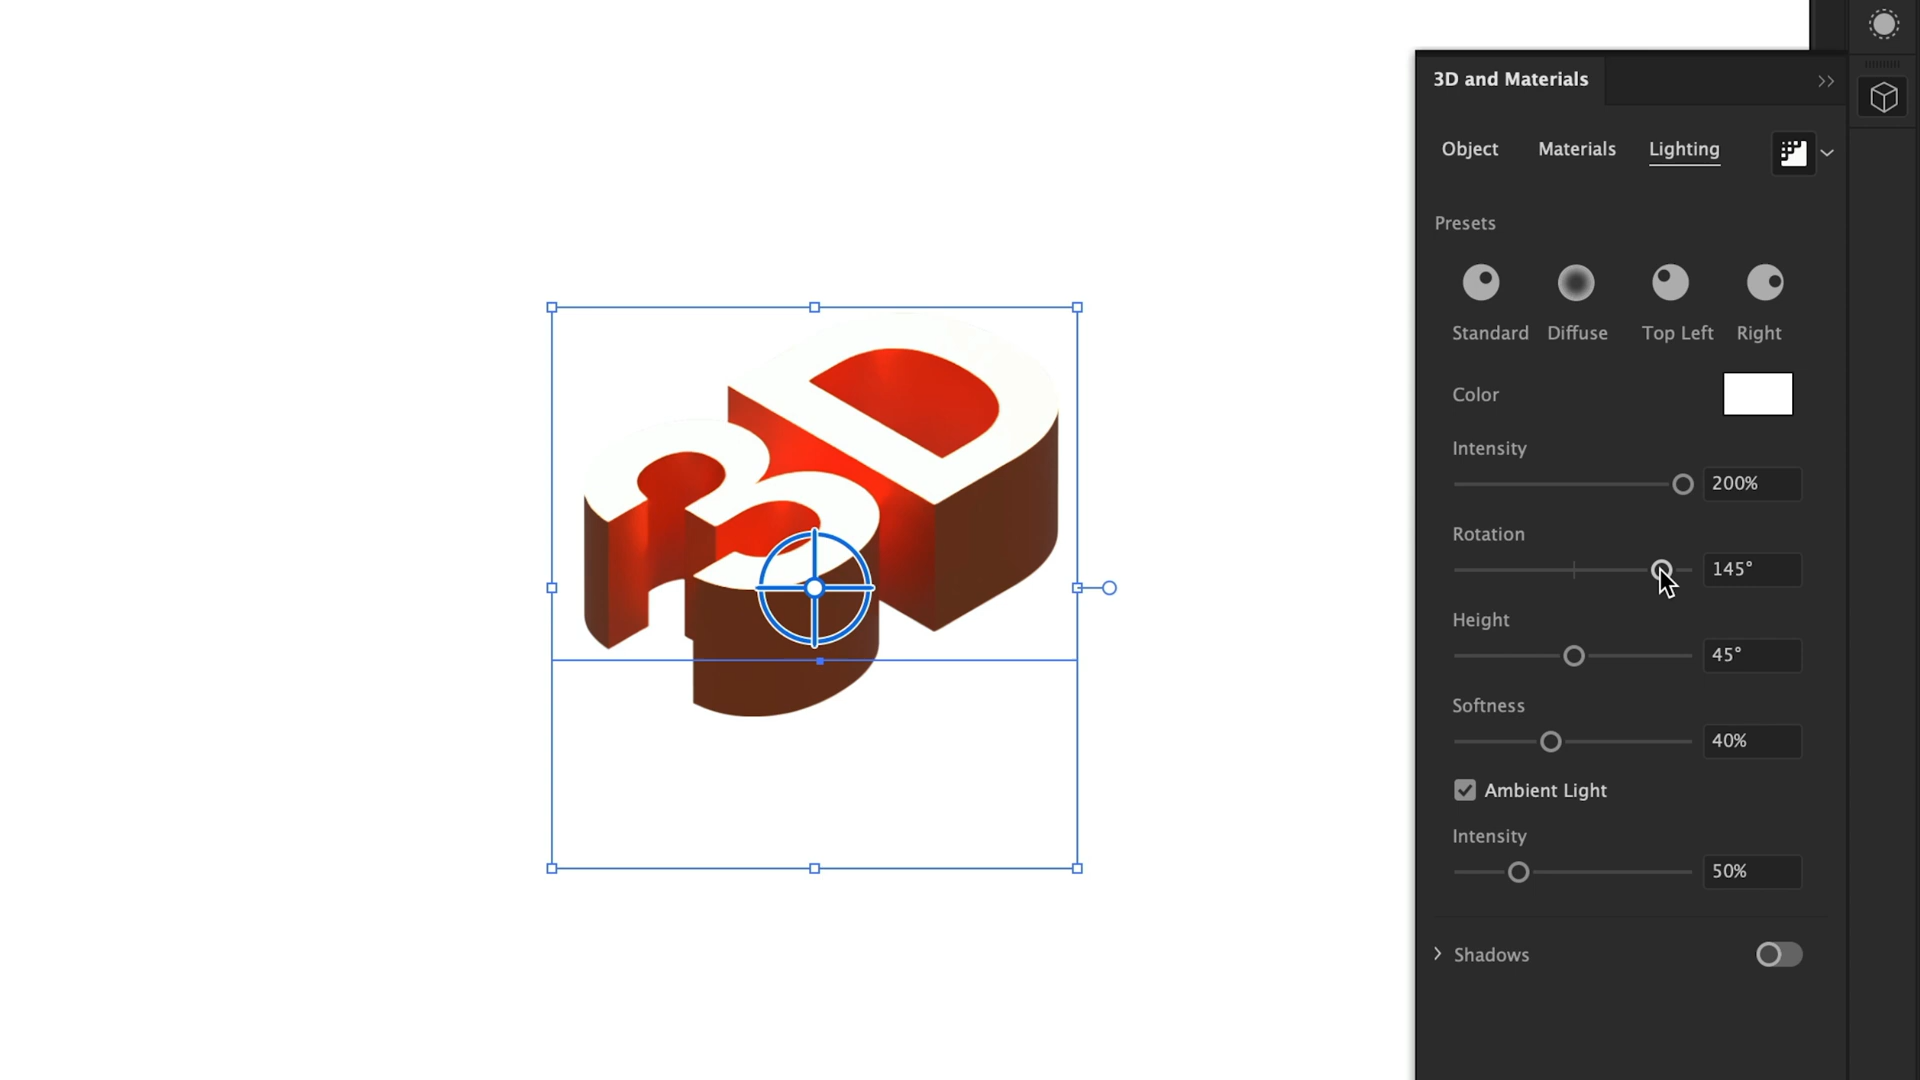 3D
3D and Materials
Object Materials Lighting
Presets
Standard Diffuse Top Left Right
Color
Intensity
200%
Rotation
145°
Height
45°
Softness
40%
Ambient Light
Intensity
50%
Shadows